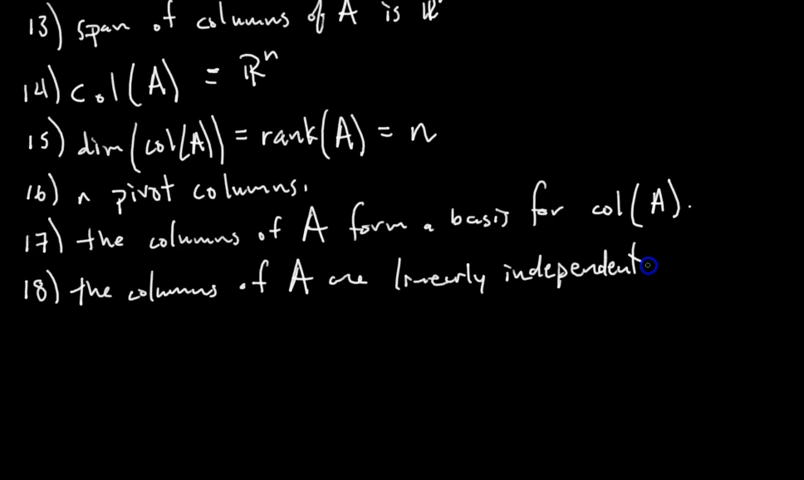 13) span of columns of A is ℝ
14) col(A) = ℝⁿ
15) dim(col(A)) = rank(A) = n
16) n pivot columns.
17) the columns of A form a basis for col(A).
18) the columns of A are linearly independent